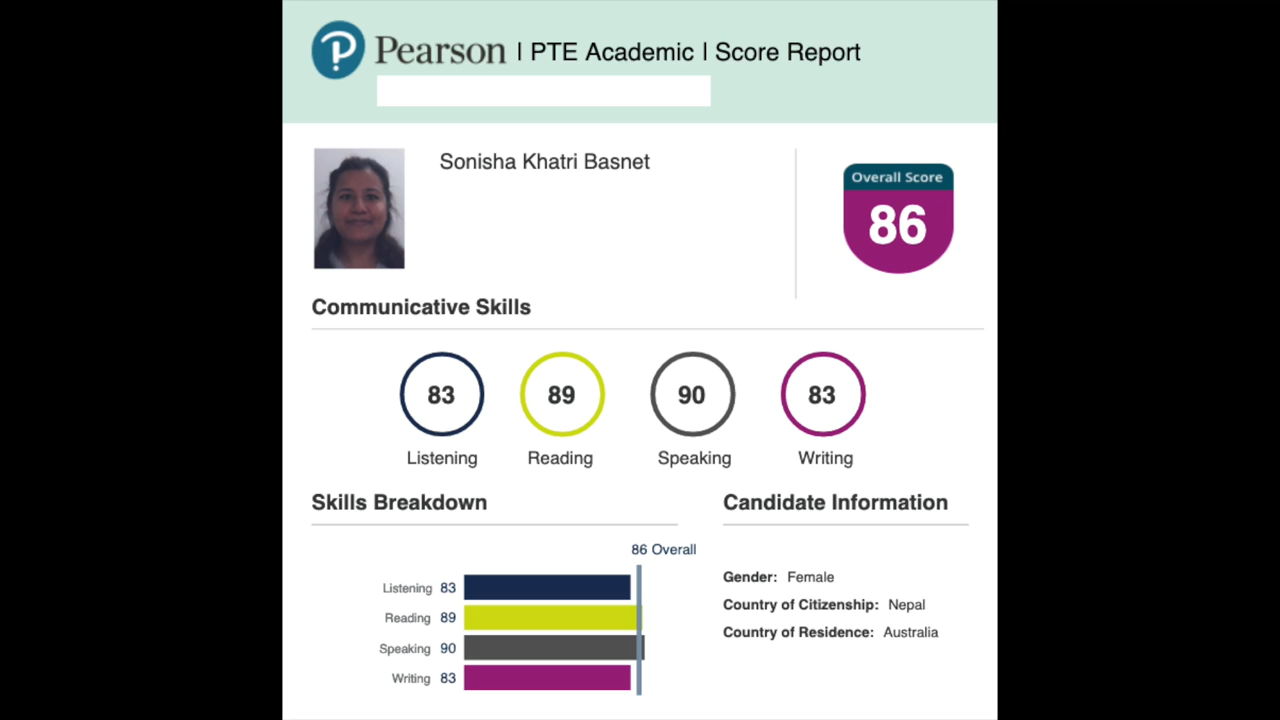 Pearson | PTE Academic | Score Report
Sonisha Khatri Basnet
Overall Score
86
Communicative Skills
83 89 90 83
Listening Reading Speaking Writing
Skills Breakdown
86 Overall
Listening 83
Reading 89
Speaking 90
Writing 83
Candidate Information
Gender: Female
Country of Citizenship: Nepal
Country of Residence: Australia